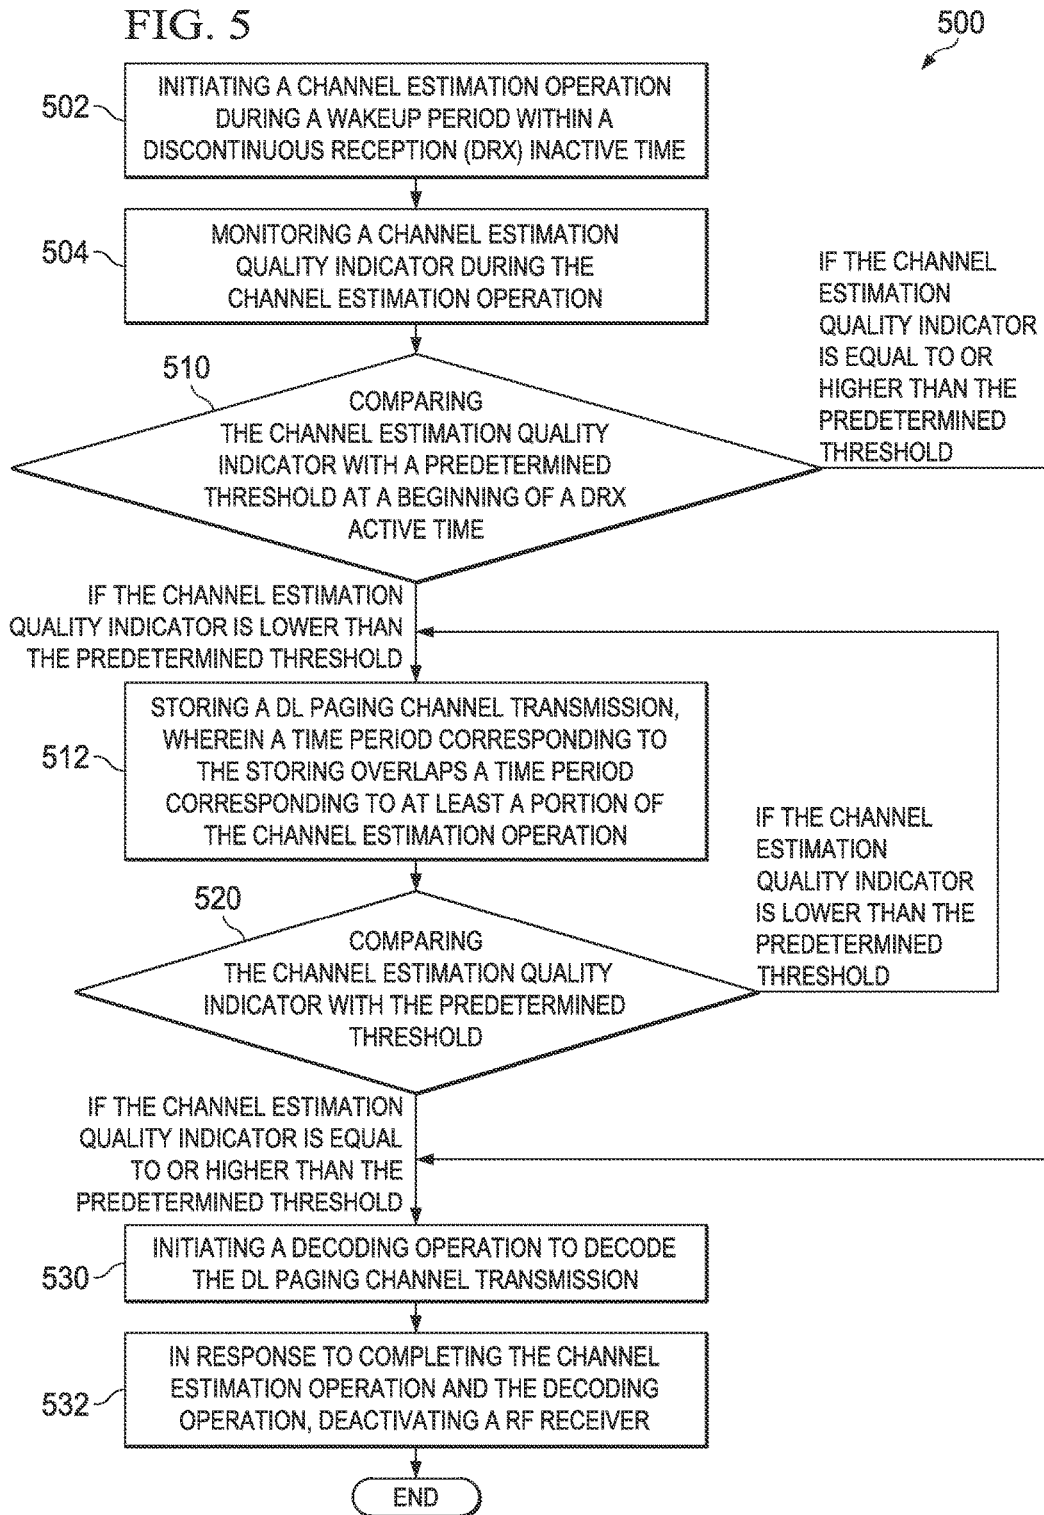 FIG. 5
500
502
INITIATING A CHANNEL ESTIMATION OPERATION
DURING A WAKEUP PERIOD WITHIN A
DISCONTINUOUS RECEPTION (DRX) INACTIVE TIME
504
MONITORING A CHANNEL ESTIMATION
QUALITY INDICATOR DURING THE
CHANNEL ESTIMATION OPERATION
510
COMPARING
THE CHANNEL ESTIMATION QUALITY
INDICATOR WITH A PREDETERMINED
THRESHOLD AT A BEGINNING OF A DRX
ACTIVE TIME
IF THE CHANNEL
ESTIMATION
QUALITY INDICATOR
IS EQUAL TO OR
HIGHER THAN THE
PREDETERMINED
THRESHOLD
IF THE CHANNEL ESTIMATION
QUALITY INDICATOR IS LOWER THAN
THE PREDETERMINED THRESHOLD
512
STORING A DL PAGING CHANNEL TRANSMISSION,
WHEREIN A TIME PERIOD CORRESPONDING TO
THE STORING OVERLAPS A TIME PERIOD
CORRESPONDING TO AT LEAST A PORTION OF
THE CHANNEL ESTIMATION OPERATION
520
COMPARING
THE CHANNEL ESTIMATION QUALITY
INDICATOR WITH THE PREDETERMINED
THRESHOLD
IF THE CHANNEL
ESTIMATION
QUALITY INDICATOR
IS LOWER THAN THE
PREDETERMINED
THRESHOLD
IF THE CHANNEL ESTIMATION
QUALITY INDICATOR IS EQUAL
TO OR HIGHER THAN THE
PREDETERMINED THRESHOLD
530
INITIATING A DECODING OPERATION TO DECODE
THE DL PAGING CHANNEL TRANSMISSION
532
IN RESPONSE TO COMPLETING THE CHANNEL
ESTIMATION OPERATION AND THE DECODING
OPERATION, DEACTIVATING A RF RECEIVER
END